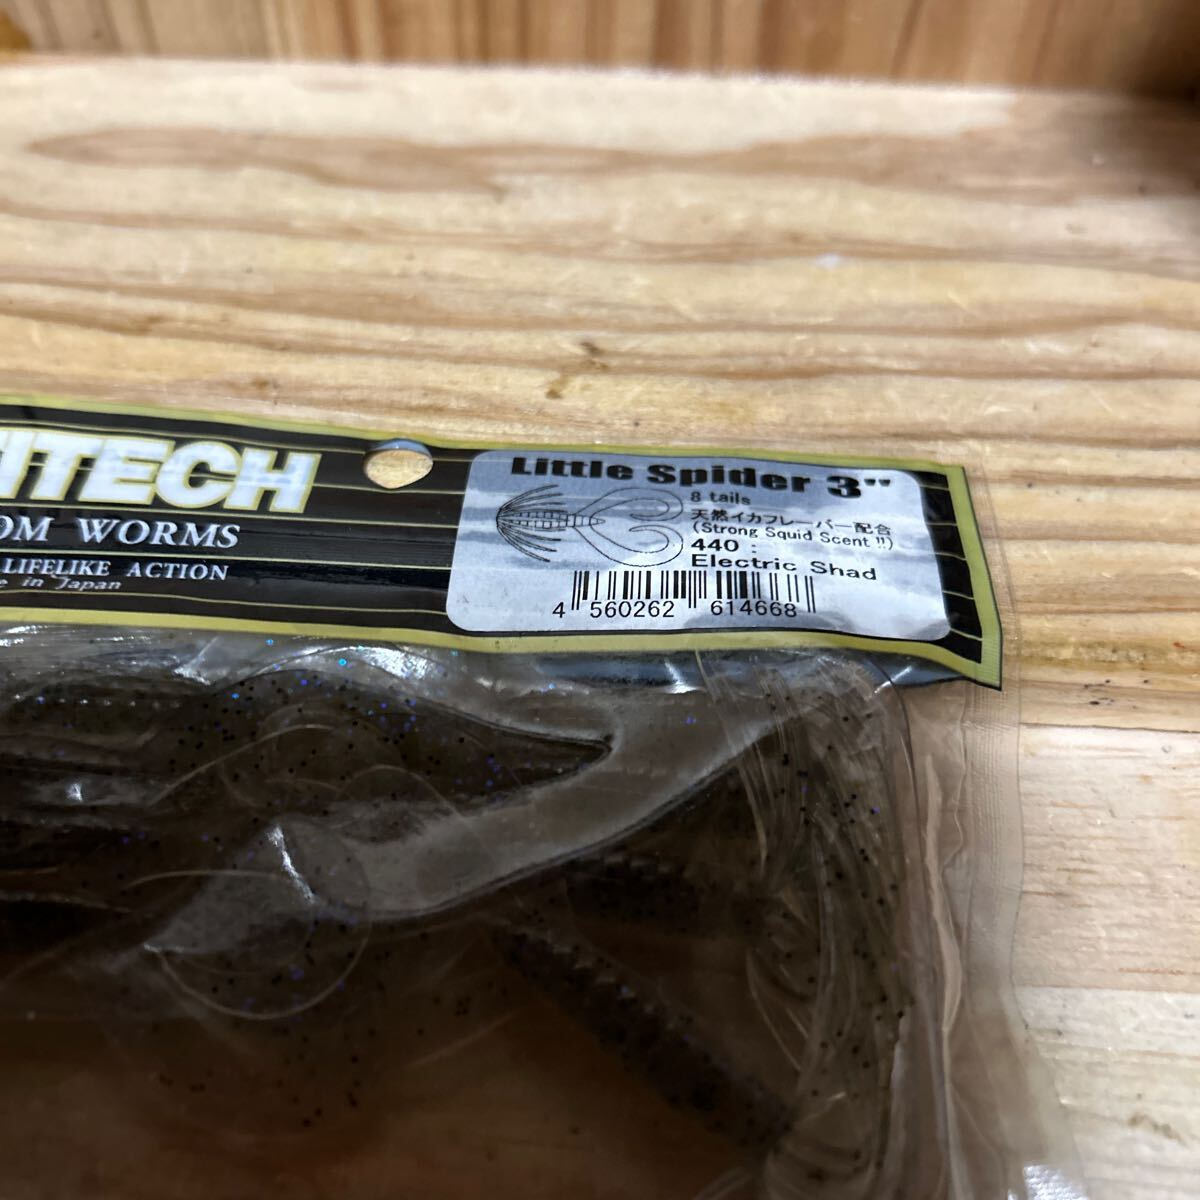 ITECH
OM WORMS
LIFELIKE ACTION
in Japan
Little Spider 3"
8 tails
天然イカフレーバー配合
(Strong Squid Scent !!)
440 :
Electric Shad
4 560262 614668